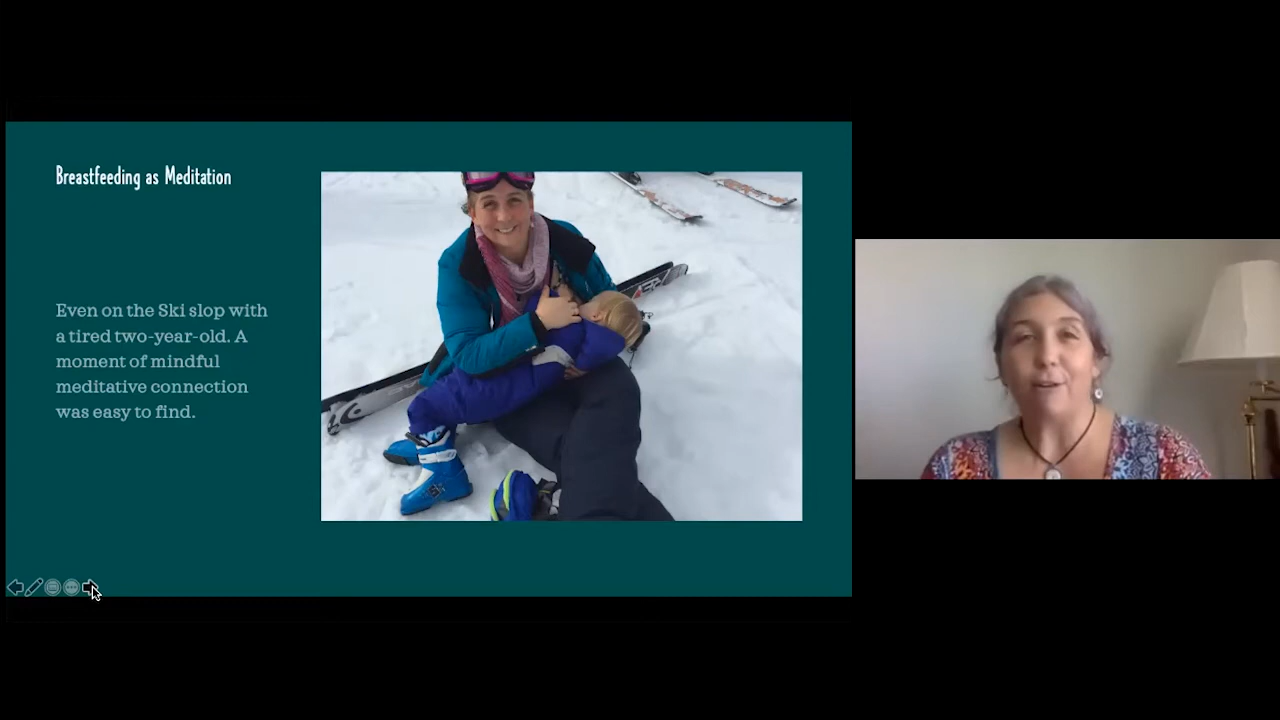 Breastfeeding as Meditation
Even on the Ski slop with
a tired two-year-old. A
moment of mindful
meditative connection
was easy to find.